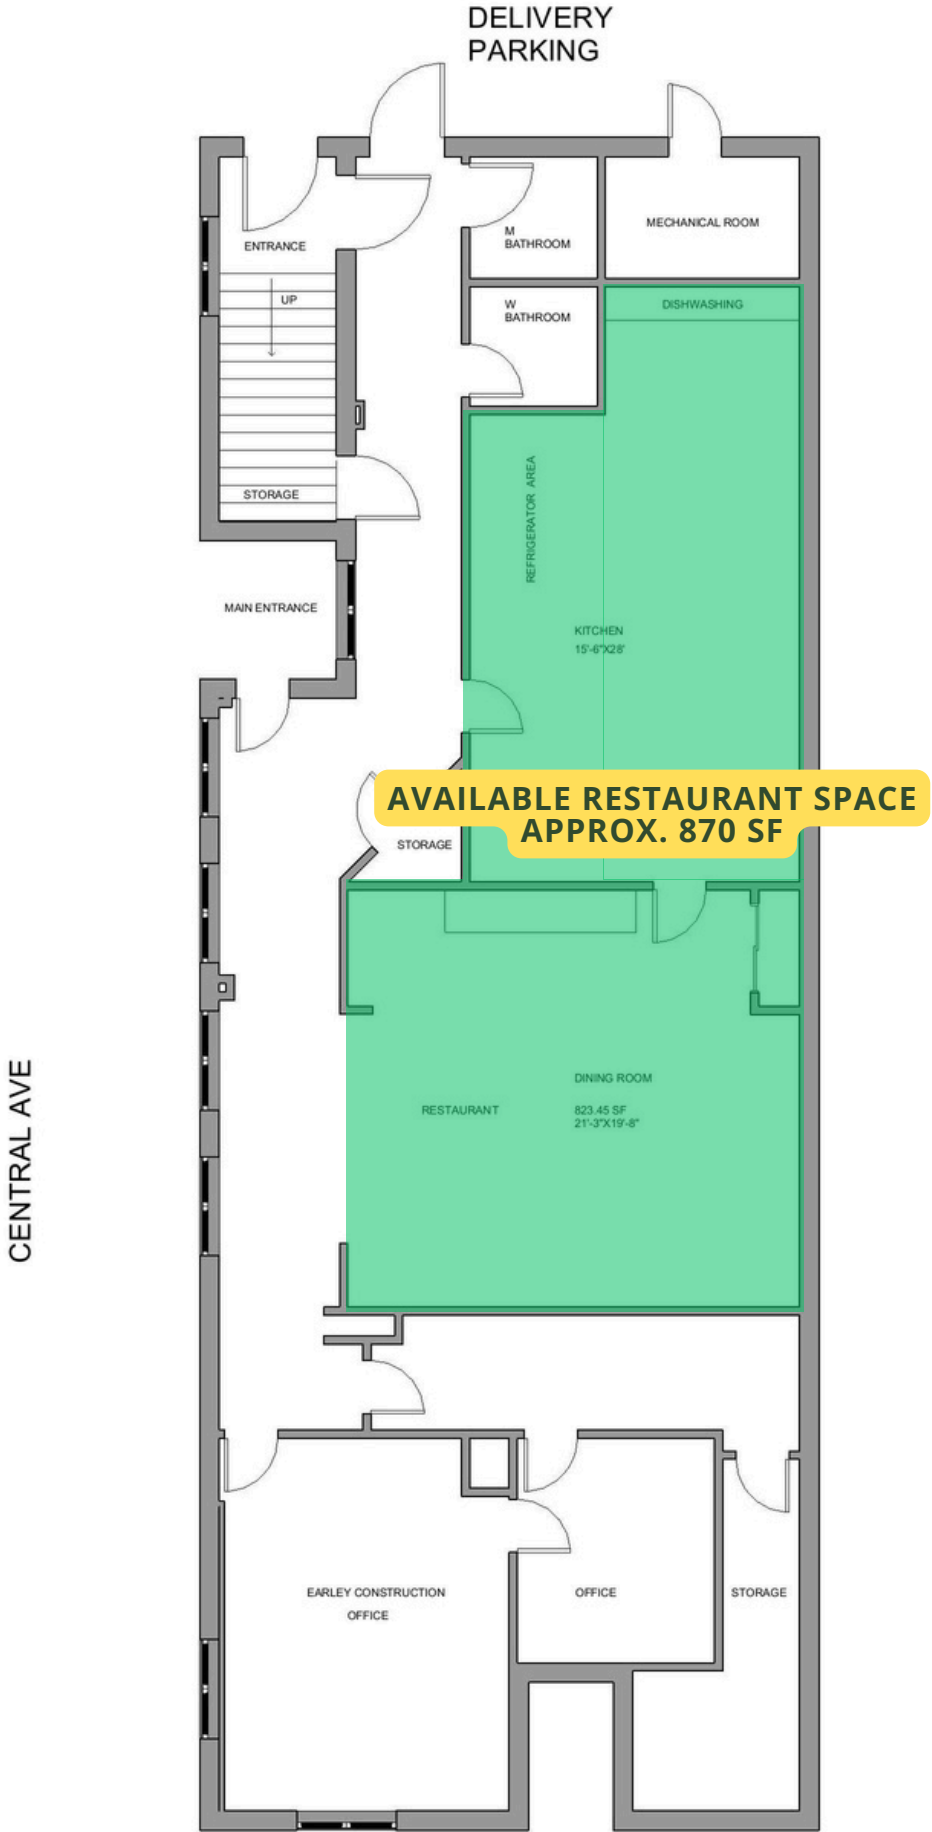 DELIVERY
PARKING
ENTRANCE
UP
M
BATHROOM
MECHANICAL ROOM
W
BATHROOM
DISHWASHING
REFRIGERATOR AREA
STORAGE
MAIN ENTRANCE
KITCHEN
15'-6"X28'
AVAILABLE RESTAURANT SPACE
APPROX. 870 SF
STORAGE
CENTRAL AVE
DINING ROOM
RESTAURANT
823.45 SF
21'-3"X19'-8"
EARLEY CONSTRUCTION
OFFICE
OFFICE
STORAGE